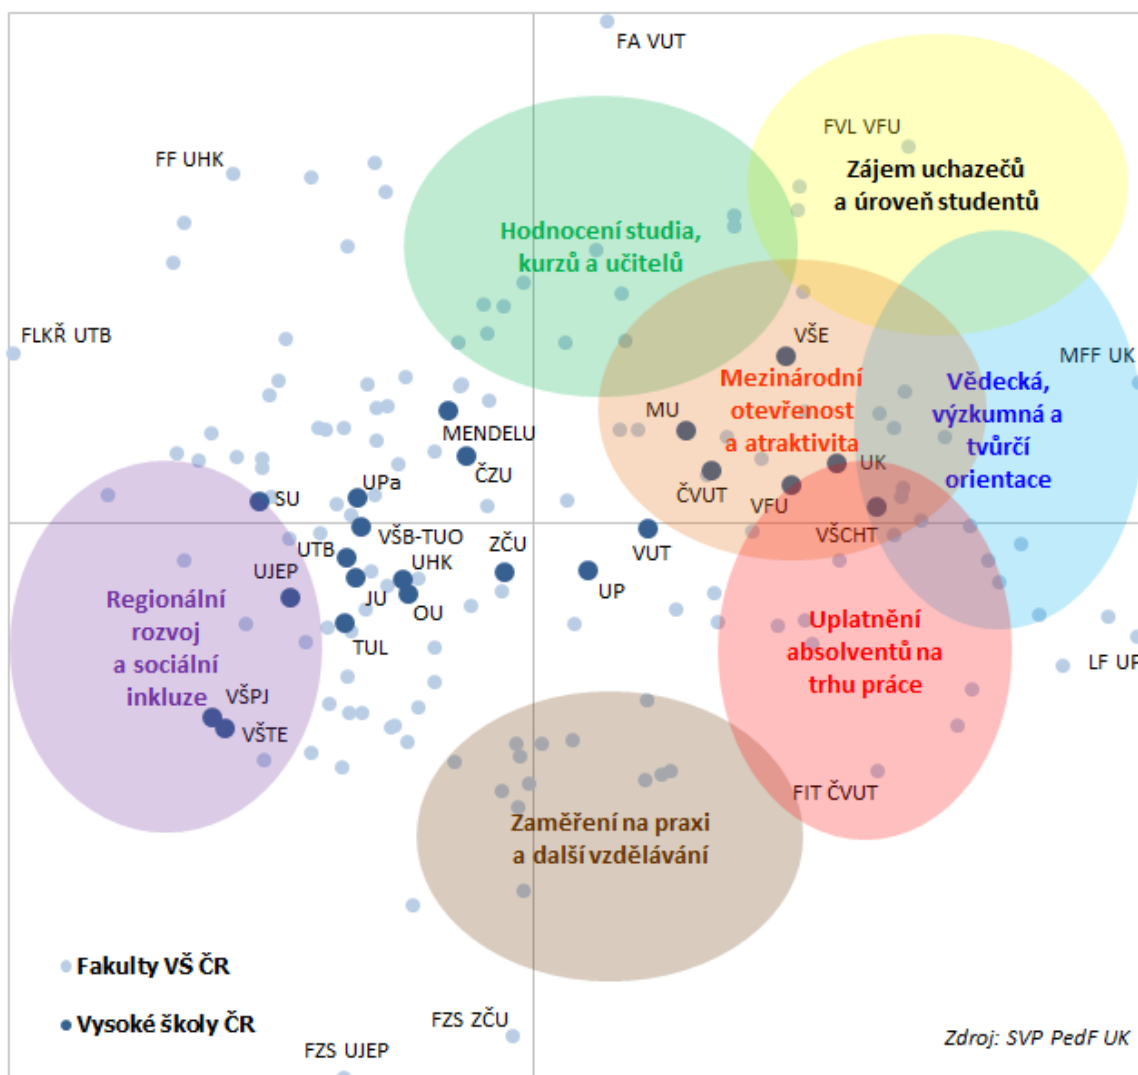 FA VUT
FVL VFU
FF UHK
Zájem uchazečů
a úroveň studentů
Hodnocení studia,
kurzů a učitelů
FLKŘ UTB
VŠE
MFF UK
Mezinárodní
otevřenost
a atraktivita
Vědecká,
výzkumná a
tvůrčí
orientace
MU
MENDELU
ČZU
UK
ČVUT
VFU
UPa
SU
VŠCHT
VŠB-TUO
ZČU
VUT
UTB
UHK
UJEP
UP
JU
OU
Regionální
rozvoj
a sociální
inkluze
Uplatnění
absolventů na
trhu práce
TUL
LF UP
VŠPJ
VŠTE
FIT ČVUT
Zaměření na praxi
a další vzdělávání
Fakulty VŠ ČR
Vysoké školy ČR
FZS ZČU
FZS UJEP
Zdroj: SVP PedF UK